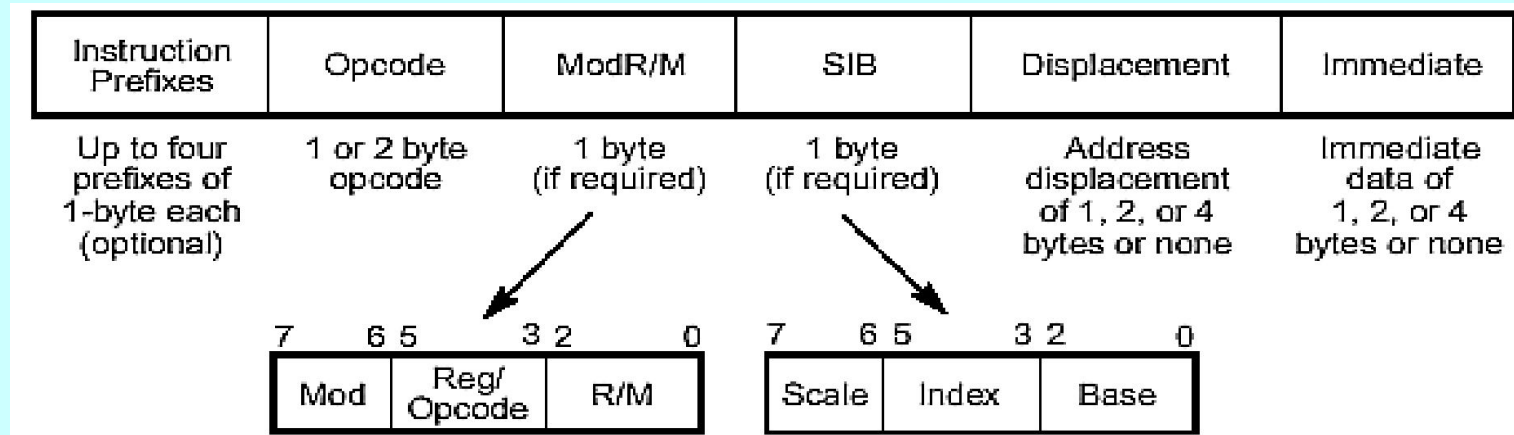 Instruction Prefixes
Opcode
ModR/M
SIB
Displacement
Immediate
Up to four prefixes of 1-byte each (optional)
1 or 2 byte opcode
1 byte (if required)
1 byte (if required)
Address displacement of 1, 2, or 4 bytes or none
Immediate data of 1, 2, or 4 bytes or none
7 6 5 3 2 0
Mod
Reg/ Opcode
R/M
7 6 5 3 2 0
Scale
Index
Base